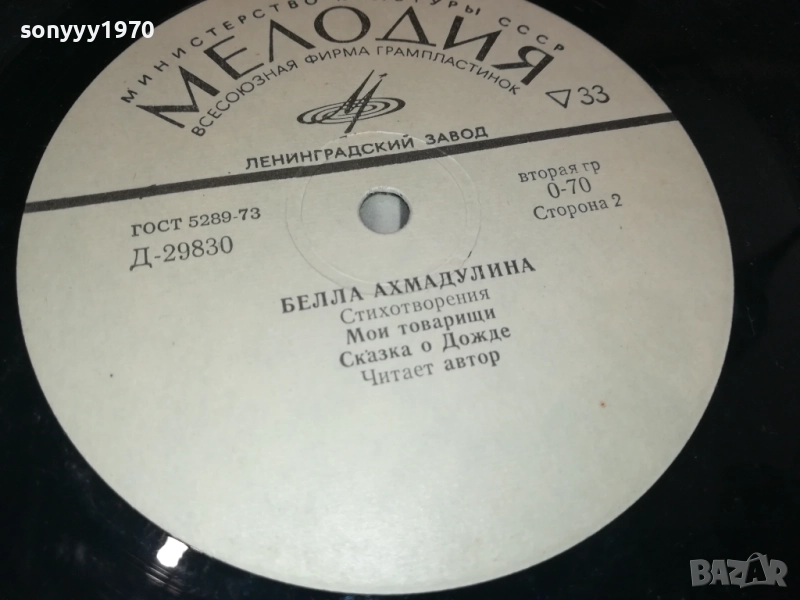 sonyyy1970
МИНИСТЕРСТВО КУЛЬТУРЫ СССР
МЕЛОДИЯ
ВСЕСОЮЗНАЯ ФИРМА ГРАМПЛАСТИНОК
▽ 33
ЛЕНИНГРАДСКИЙ ЗАВОД
ГОСТ 5289-73
Д-29830
вторая гр
0-70
Сторона 2
БЕЛЛА АХМАДУЛИНА
Стихотворения
Мои товарищи
Сказка о Дожде
Читает автор
BAZAR